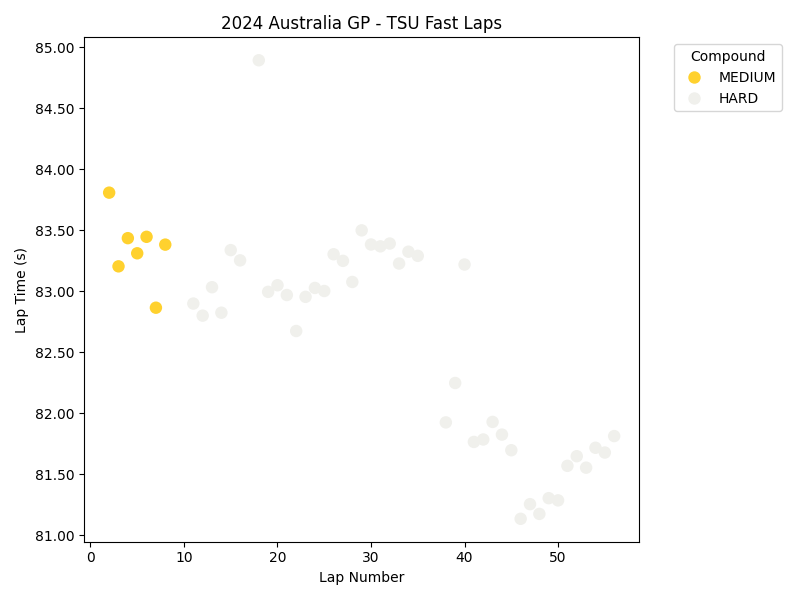 2024 Australia GP - TSU Fast Laps
Compound
MEDIUM
HARD
Lap Time (s)
85.00
84.50
84.00
83.50
83.00
82.50
82.00
81.50
81.00
0 10 20 30 40 50
Lap Number